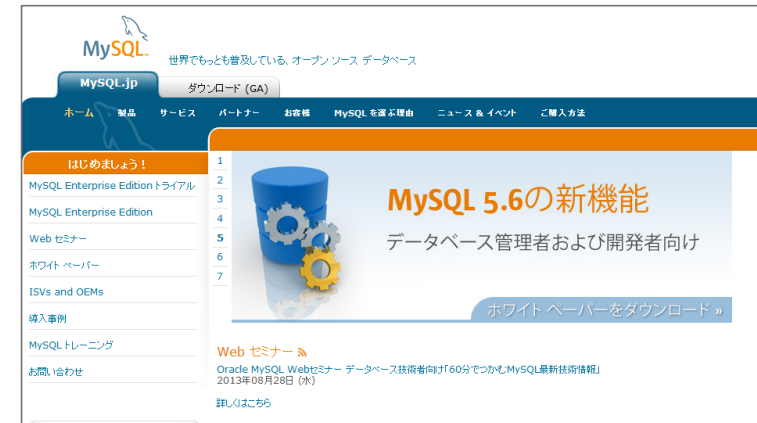 MySQL
世界でもっとも普及している、オープン ソース データベース
MySQL.jp
ダウンロード (GA)
ホーム 製品 サービス パートナー お客様 MySQL を選ぶ理由 ニュース & イベント ご購入方法
はじめましょう!
MySQL Enterprise Edition トライアル
MySQL Enterprise Edition
Web セミナー
ホワイト ペーパー
ISVs and OEMs
導入事例
MySQL トレーニング
お問い合わせ
1
2
3
4
5
6
7
MySQL 5.6の新機能
データベース管理者および開発者向け
ホワイト ペーパーをダウンロード »
Web セミナー
Oracle MySQL Webセミナー データベース技術者向け「60分でつかむMySQL最新技術情報」
2013年08月28日 (水)
詳しくはこちら